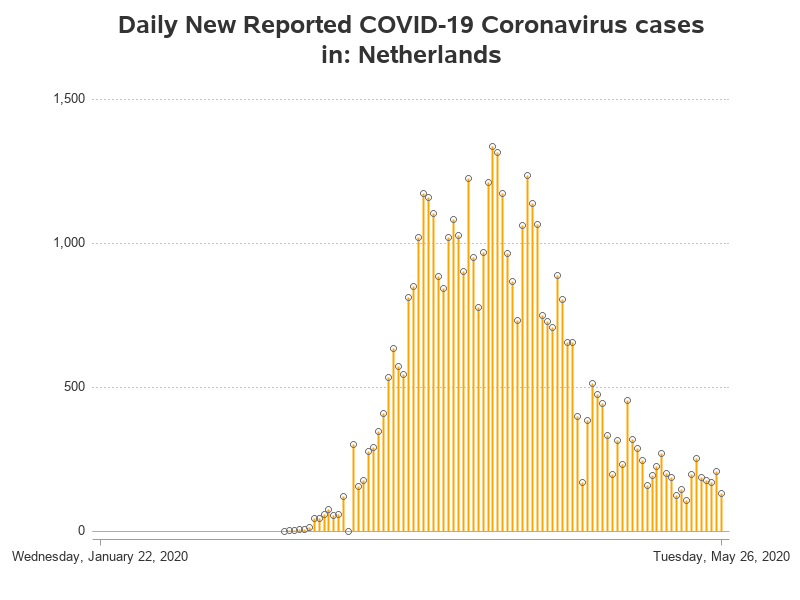 Daily New Reported COVID-19 Coronavirus cases
in: Netherlands
1,500
1,000
500
0
Wednesday, January 22, 2020
Tuesday, May 26, 2020